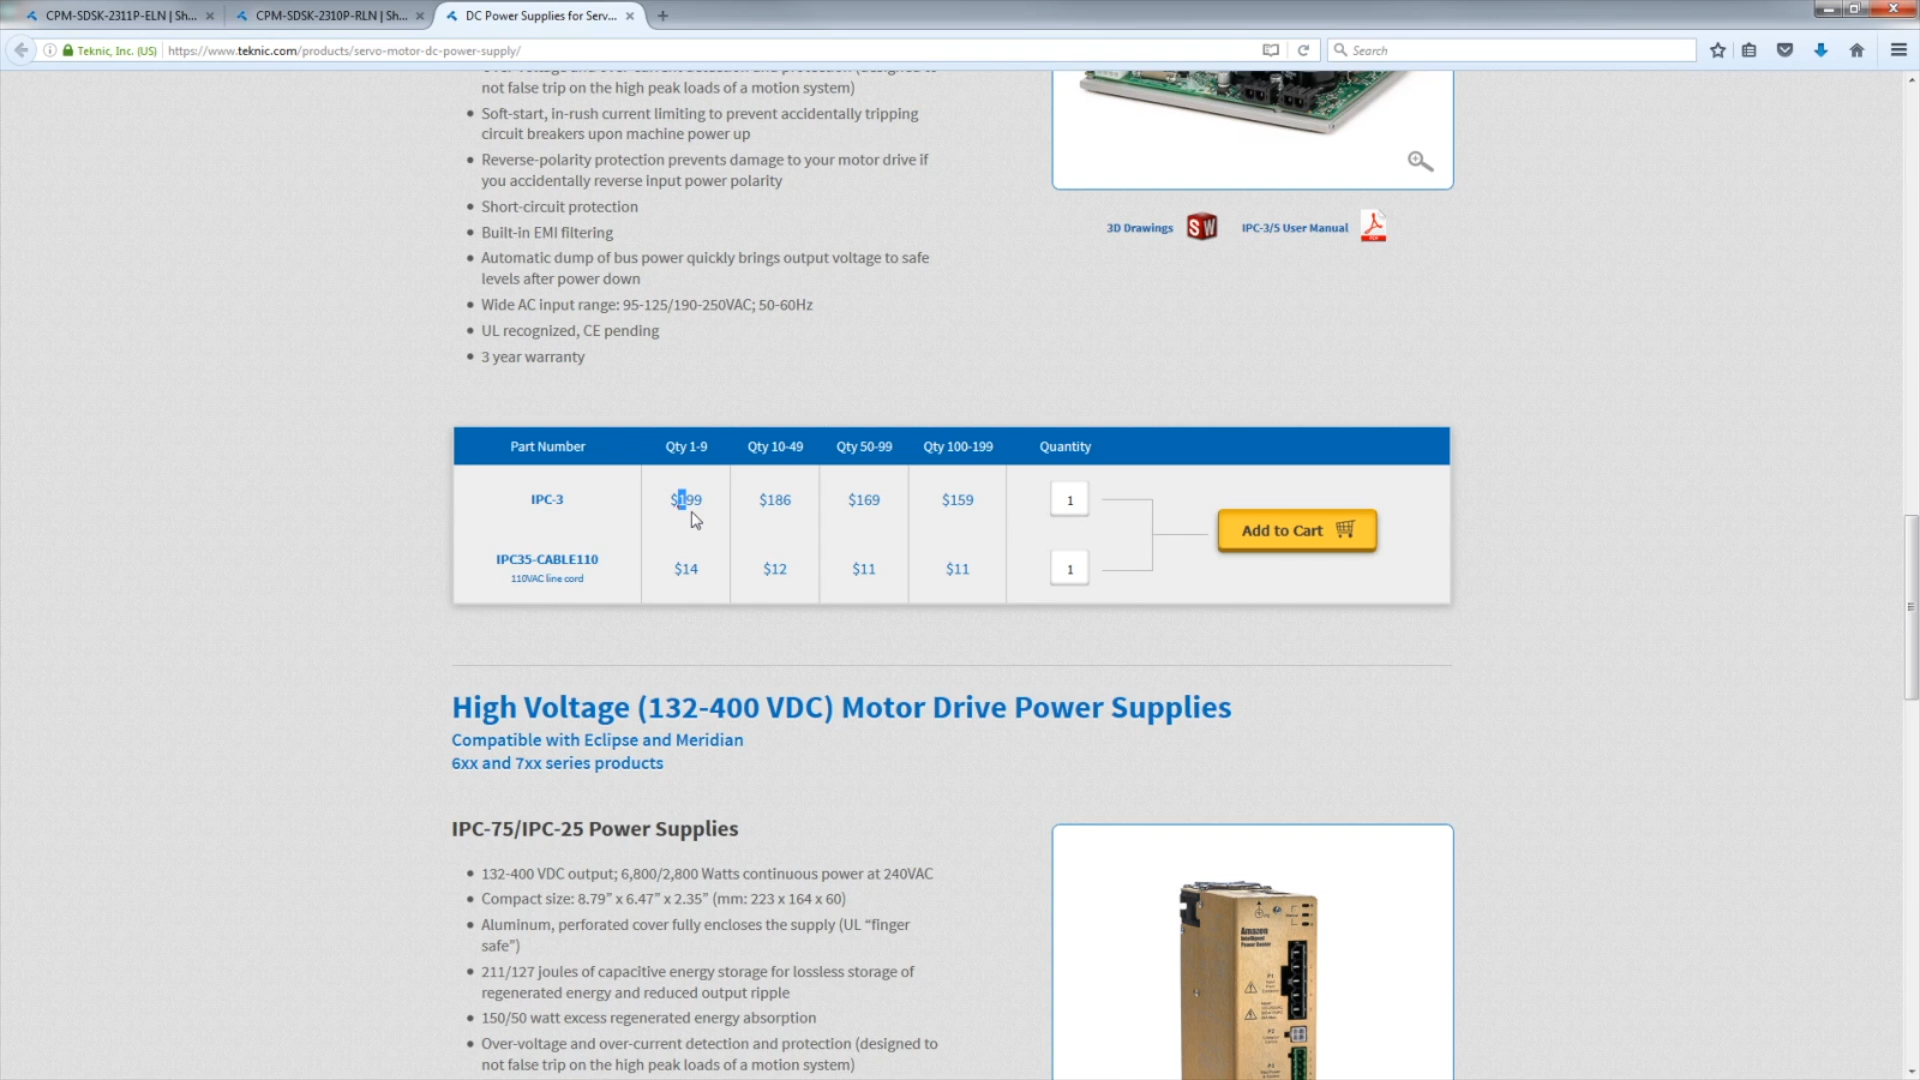 CPM-SDSK-2311P-ELN | Sh...
CPM-SDSK-2310P-RLN | Sh...
DC Power Supplies for Serv...
Teknic, Inc. (US)
https://www.teknic.com/products/servo-motor-dc-power-supply/
Search
not false trip on the high peak loads of a motion system)
Soft-start, in-rush current limiting to prevent accidentally tripping
circuit breakers upon machine power up
Reverse-polarity protection prevents damage to your motor drive if
you accidentally reverse input power polarity
Short-circuit protection
Built-in EMI filtering
Automatic dump of bus power quickly brings output voltage to safe
levels after power down
Wide AC input range: 95-125/190-250VAC; 50-60Hz
UL recognized, CE pending
3 year warranty
3D Drawings
SW
IPC-3/5 User Manual
Part Number Qty 1-9 Qty 10-49 Qty 50-99 Qty 100-199 Quantity
IPC-3 $199 $186 $169 $159 1
Add to Cart
IPC35-CABLE110 $14 $12 $11 $11 1
110VAC line cord
High Voltage (132-400 VDC) Motor Drive Power Supplies
Compatible with Eclipse and Meridian
6xx and 7xx series products
IPC-75/IPC-25 Power Supplies
132-400 VDC output; 6,800/2,800 Watts continuous power at 240VAC
Compact size: 8.79” x 6.47” x 2.35” (mm: 223 x 164 x 60)
Aluminum, perforated cover fully encloses the supply (UL “finger
safe”)
211/127 joules of capacitive energy storage for lossless storage of
regenerated energy and reduced output ripple
150/50 watt excess regenerated energy absorption
Over-voltage and over-current detection and protection (designed to
not false trip on the high peak loads of a motion system)
Amazon
Intelligent
Power Center
P1
P2
P3